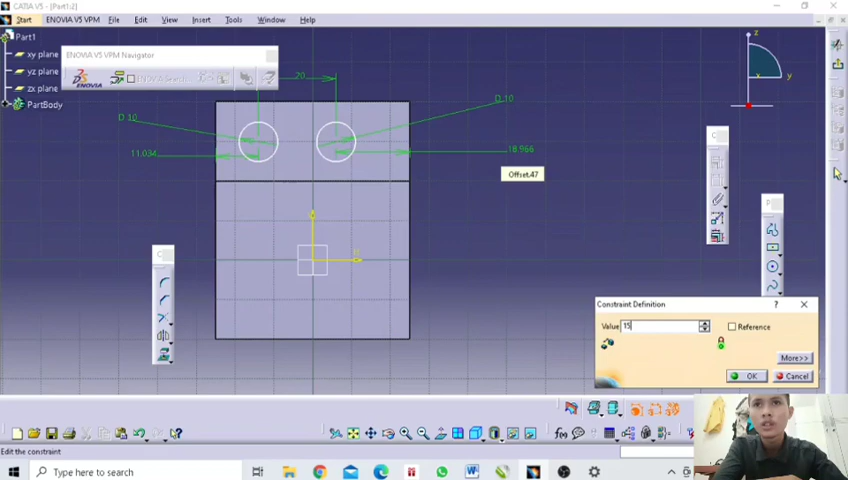 CATIA V5 - [Part1:2]
Start ENOVIA V5 VPM File Edit View Insert Tools Window Help
Part1
xy plane
yz plane
zx plane
PartBody
ENOVIA V5 VPM Navigator
ENOVIA
20
D 10
D 10
11.034
18.966
Offset.47
z
x
y
C
P
C
Constraint Definition
?
Value 15
Reference
More>>
OK
Cancel
Edit the constraint
Type here to search